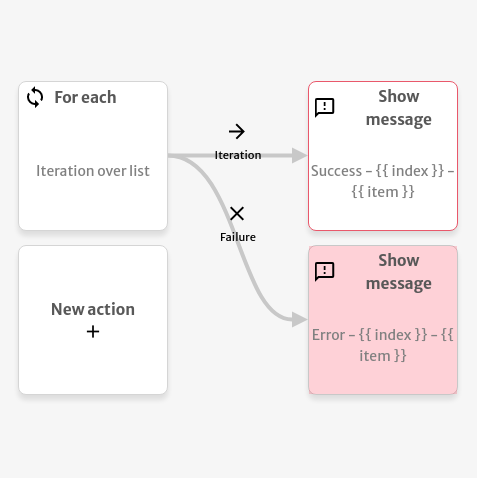 For each
Iteration over list
Iteration
Show
message
Success - {{ index }} -
{{ item }}
Failure
New action
+
Show
message
Error - {{ index }} - {{
item }}